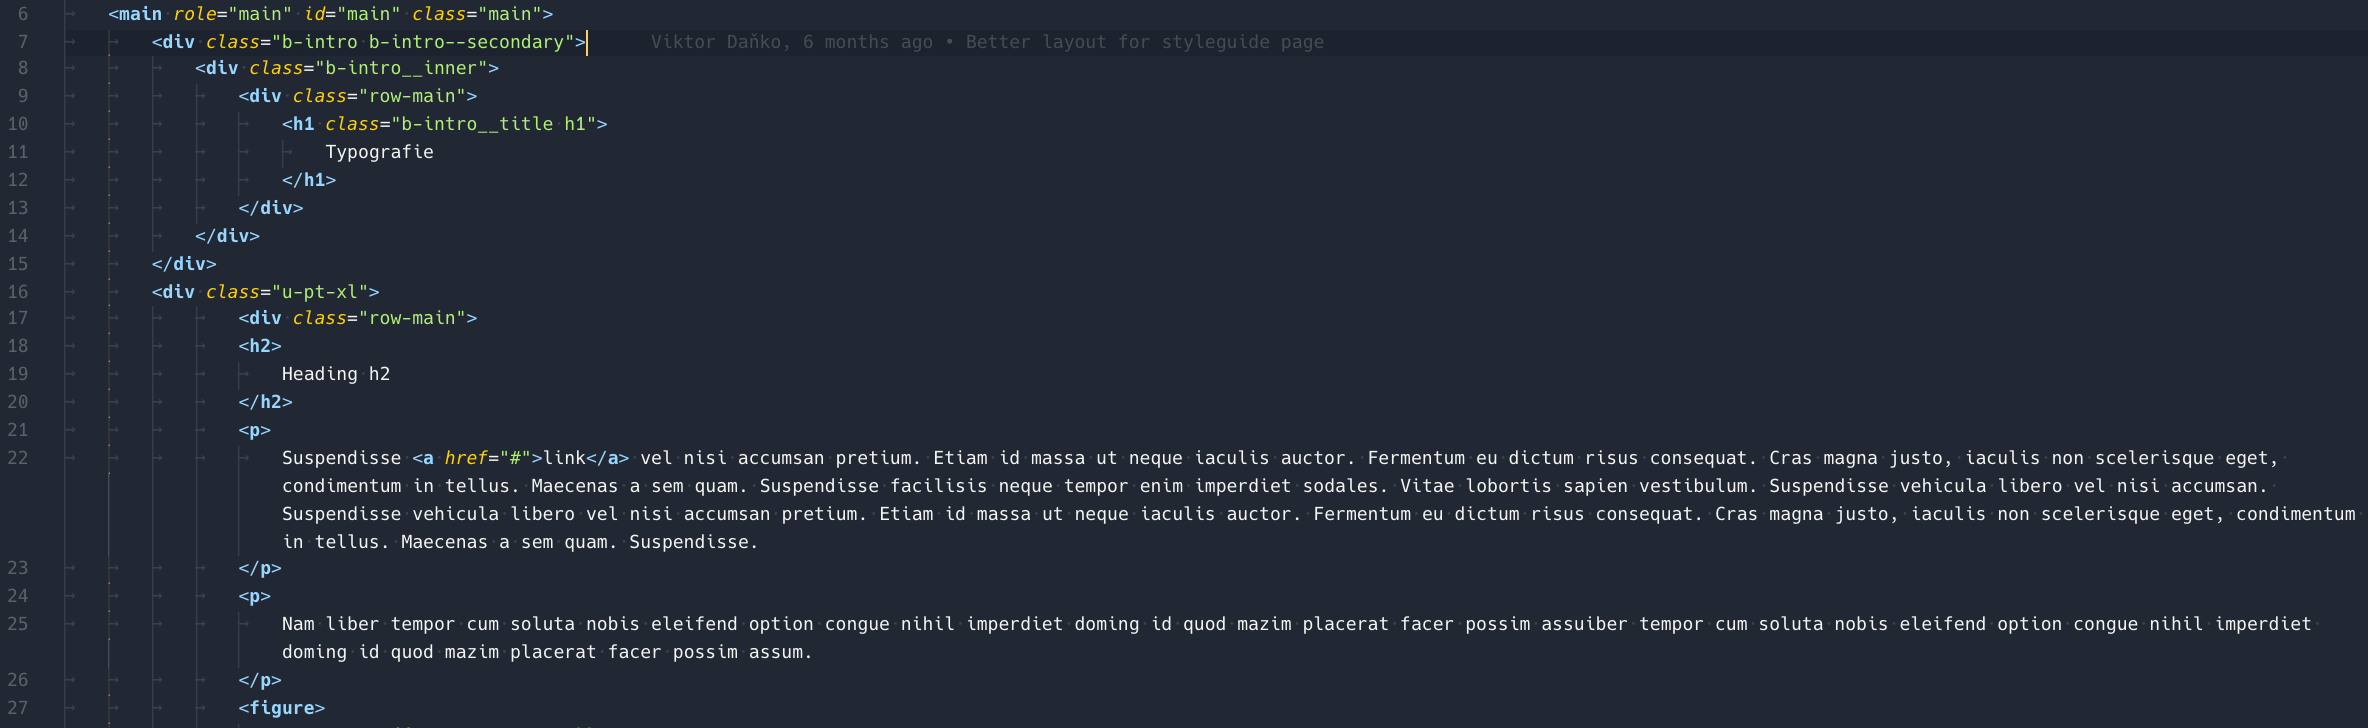 6 <main role="main" id="main" class="main">
7 <div class="b-intro b-intro--secondary"> Viktor Daňko, 6 months ago • Better layout for styleguide page
8 <div class="b-intro__inner">
9 <div class="row-main">
10 <h1 class="b-intro__title h1">
11 Typografie
12 </h1>
13 </div>
14 </div>
15 </div>
16 <div class="u-pt-xl">
17 <div class="row-main">
18 <h2>
19 Heading h2
20 </h2>
21 <p>
22 Suspendisse <a href="#">link</a> vel nisi accumsan pretium. Etiam id massa ut neque iaculis auctor. Fermentum eu dictum risus consequat. Cras magna justo, iaculis non scelerisque eget,
condimentum in tellus. Maecenas a sem quam. Suspendisse facilisis neque tempor enim imperdiet sodales. Vitae lobortis sapien vestibulum. Suspendisse vehicula libero vel nisi accumsan.
Suspendisse vehicula libero vel nisi accumsan pretium. Etiam id massa ut neque iaculis auctor. Fermentum eu dictum risus consequat. Cras magna justo, iaculis non scelerisque eget, condimentum
in tellus. Maecenas a sem quam. Suspendisse.
23 </p>
24 <p>
25 Nam liber tempor cum soluta nobis eleifend option congue nihil imperdiet doming id quod mazim placerat facer possim assuiber tempor cum soluta nobis eleifend option congue nihil imperdiet
doming id quod mazim placerat facer possim assum.
26 </p>
27 <figure>